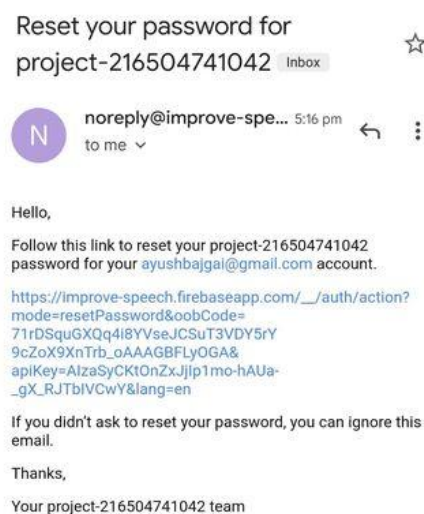 Reset your password for
project-216504741042 Inbox
N
noreply@improve-spe... 5:16 pm
to me
Hello,
Follow this link to reset your project-216504741042
password for your ayushbajgai@gmail.com account.
https://improve-speech.firebaseapp.com/__/auth/action?
mode=resetPassword&oobCode=
71rDSquGXQq4i8YVseJCSuT3VDY5rY
9cZoX9XnTrb_oAAAGBFLyOGA&
apiKey=AIzaSyCKtOnZxJjlp1mo-hAUa-
_gX_RJTbIVCwY&lang=en
If you didn't ask to reset your password, you can ignore this
email.
Thanks,
Your project-216504741042 team